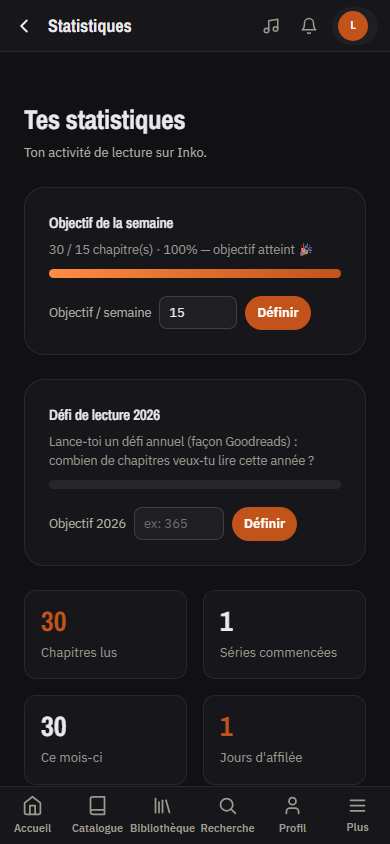 Statistiques
L
Tes statistiques
Ton activité de lecture sur Inko.
Objectif de la semaine
30 / 15 chapitre(s) · 100% — objectif atteint 🎉
Objectif / semaine 15 Définir
Défi de lecture 2026
Lance-toi un défi annuel (façon Goodreads) :
combien de chapitres veux-tu lire cette année ?
Objectif 2026 ex: 365 Définir
30 1
Chapitres lus Séries commencées
30 1
Ce mois-ci Jours d'affilée
Accueil Catalogue Bibliothèque Recherche Profil Plus